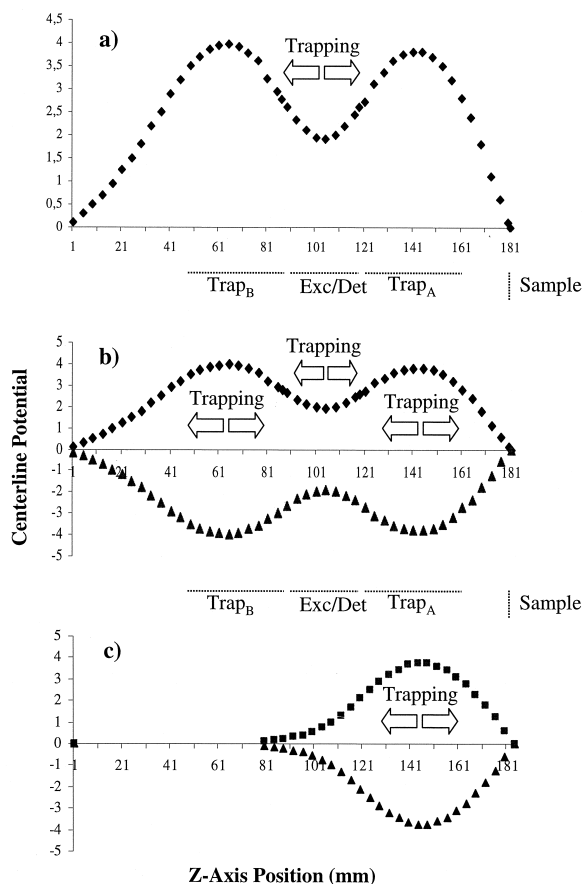 a)
4,5
4
3,5
3
2,5
2
1,5
1
0,5
0
Trapping
1 21 41 61 81 101 121 141 161 181
TrapB Exc/Det TrapA Sample
b)
5
4
3
2
1
0
-1
-2
-3
-4
-5
Trapping
Trapping Trapping
1 21 41 61 81 101 121 141 161 181
Centerline Potential
TrapB Exc/Det TrapA Sample
c)
5
4
3
2
1
0
-1
-2
-3
-4
-5
Trapping
1 21 41 61 81 101 121 141 161 181
Z-Axis Position (mm)